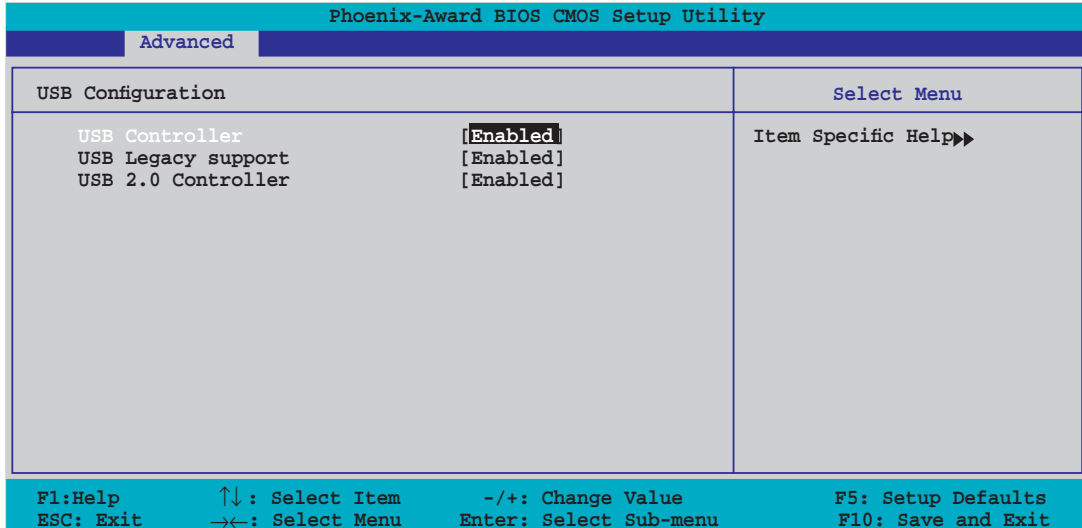 Phoenix-Award BIOS CMOS Setup Utility
Advanced
USB Configuration
Select Menu
USB Controller [Enabled]
USB Legacy support [Enabled]
USB 2.0 Controller [Enabled]
Item Specific Help▶▶
F1:Help ↑↓: Select Item -/+: Change Value F5: Setup Defaults
ESC: Exit →←: Select Menu Enter: Select Sub-menu F10: Save and Exit